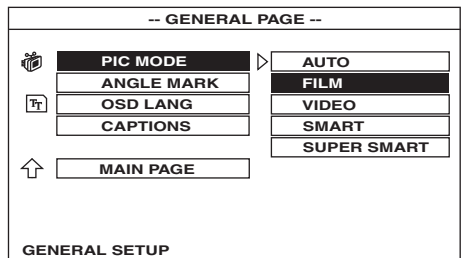 -- GENERAL PAGE --
PIC MODE
ANGLE MARK
OSD LANG
CAPTIONS
MAIN PAGE
AUTO
FILM
VIDEO
SMART
SUPER SMART
TT
GENERAL SETUP